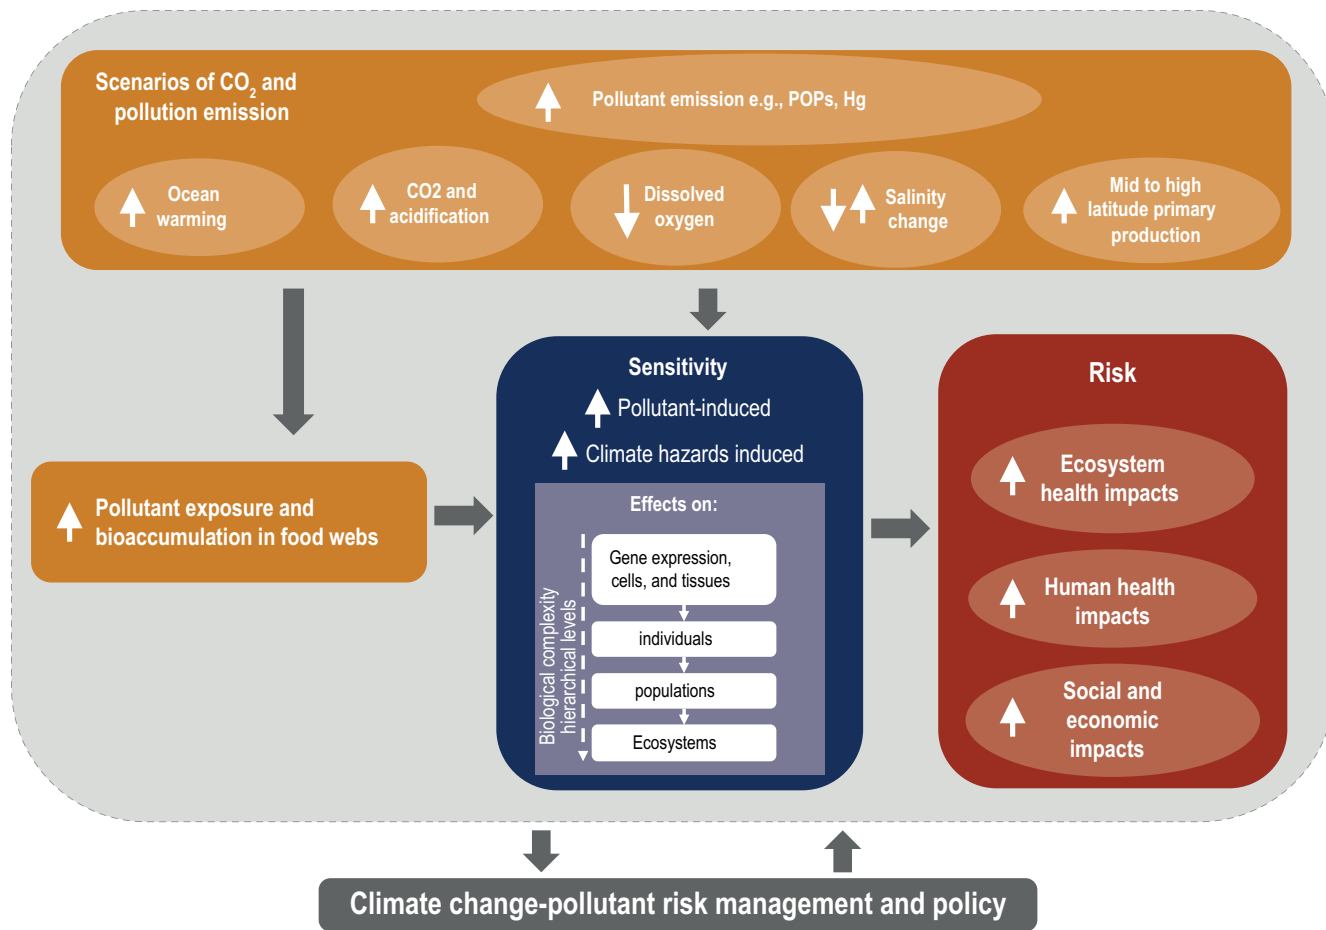 Scenarios of CO₂ and
pollution emission
Pollutant emission e.g., POPs, Hg
Ocean
warming
CO2 and
acidification
Dissolved
oxygen
Salinity
change
Mid to high
latitude primary
production
Pollutant exposure and
bioaccumulation in food webs
Sensitivity
Pollutant-induced
Climate hazards induced
Effects on:
Biological complexity
hierarchical levels
Gene expression,
cells, and tissues
individuals
populations
Ecosystems
Risk
Ecosystem
health impacts
Human health
impacts
Social and
economic
impacts
Climate change-pollutant risk management and policy